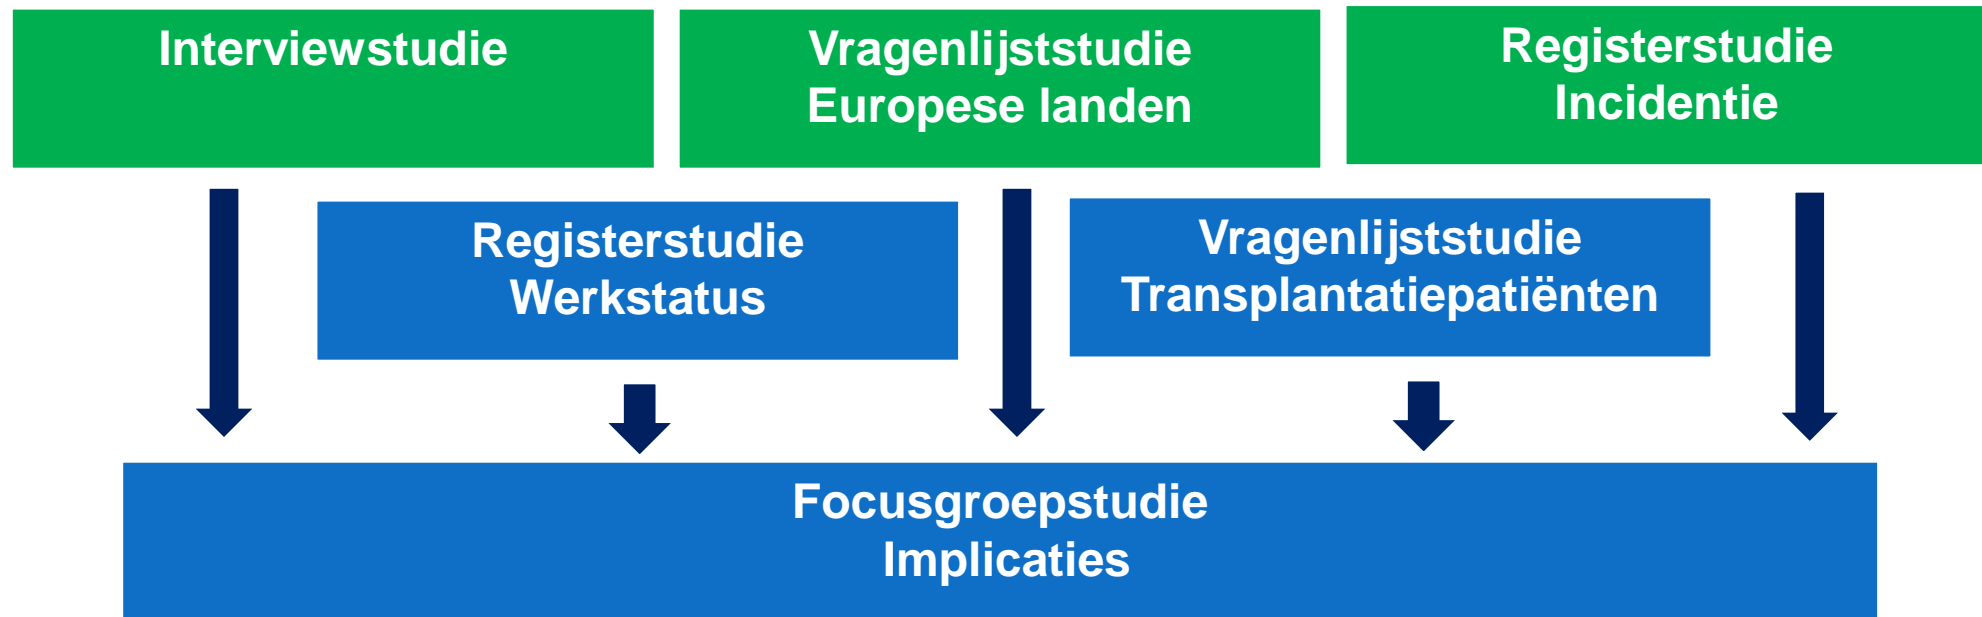 Interviewstudie
Vragenlijststudie
Europese landen
Registerstudie
Incidentie
Registerstudie
Werkstatus
Vragenlijststudie
Transplantatiepatiënten
Focusgroepstudie
Implicaties